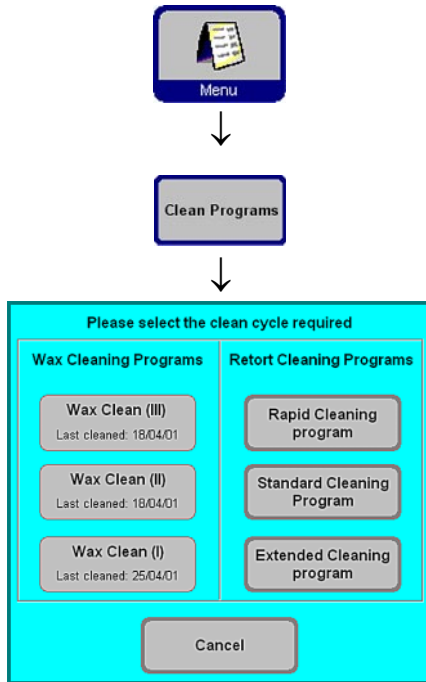 Menu
Clean Programs
Please select the clean cycle required
Wax Cleaning Programs
Wax Clean (III)
Last cleaned: 18/04/01
Wax Clean (II)
Last cleaned: 18/04/01
Wax Clean (I)
Last cleaned: 25/04/01
Retort Cleaning Programs
Rapid Cleaning
program
Standard Cleaning
Program
Extended Cleaning
program
Cancel